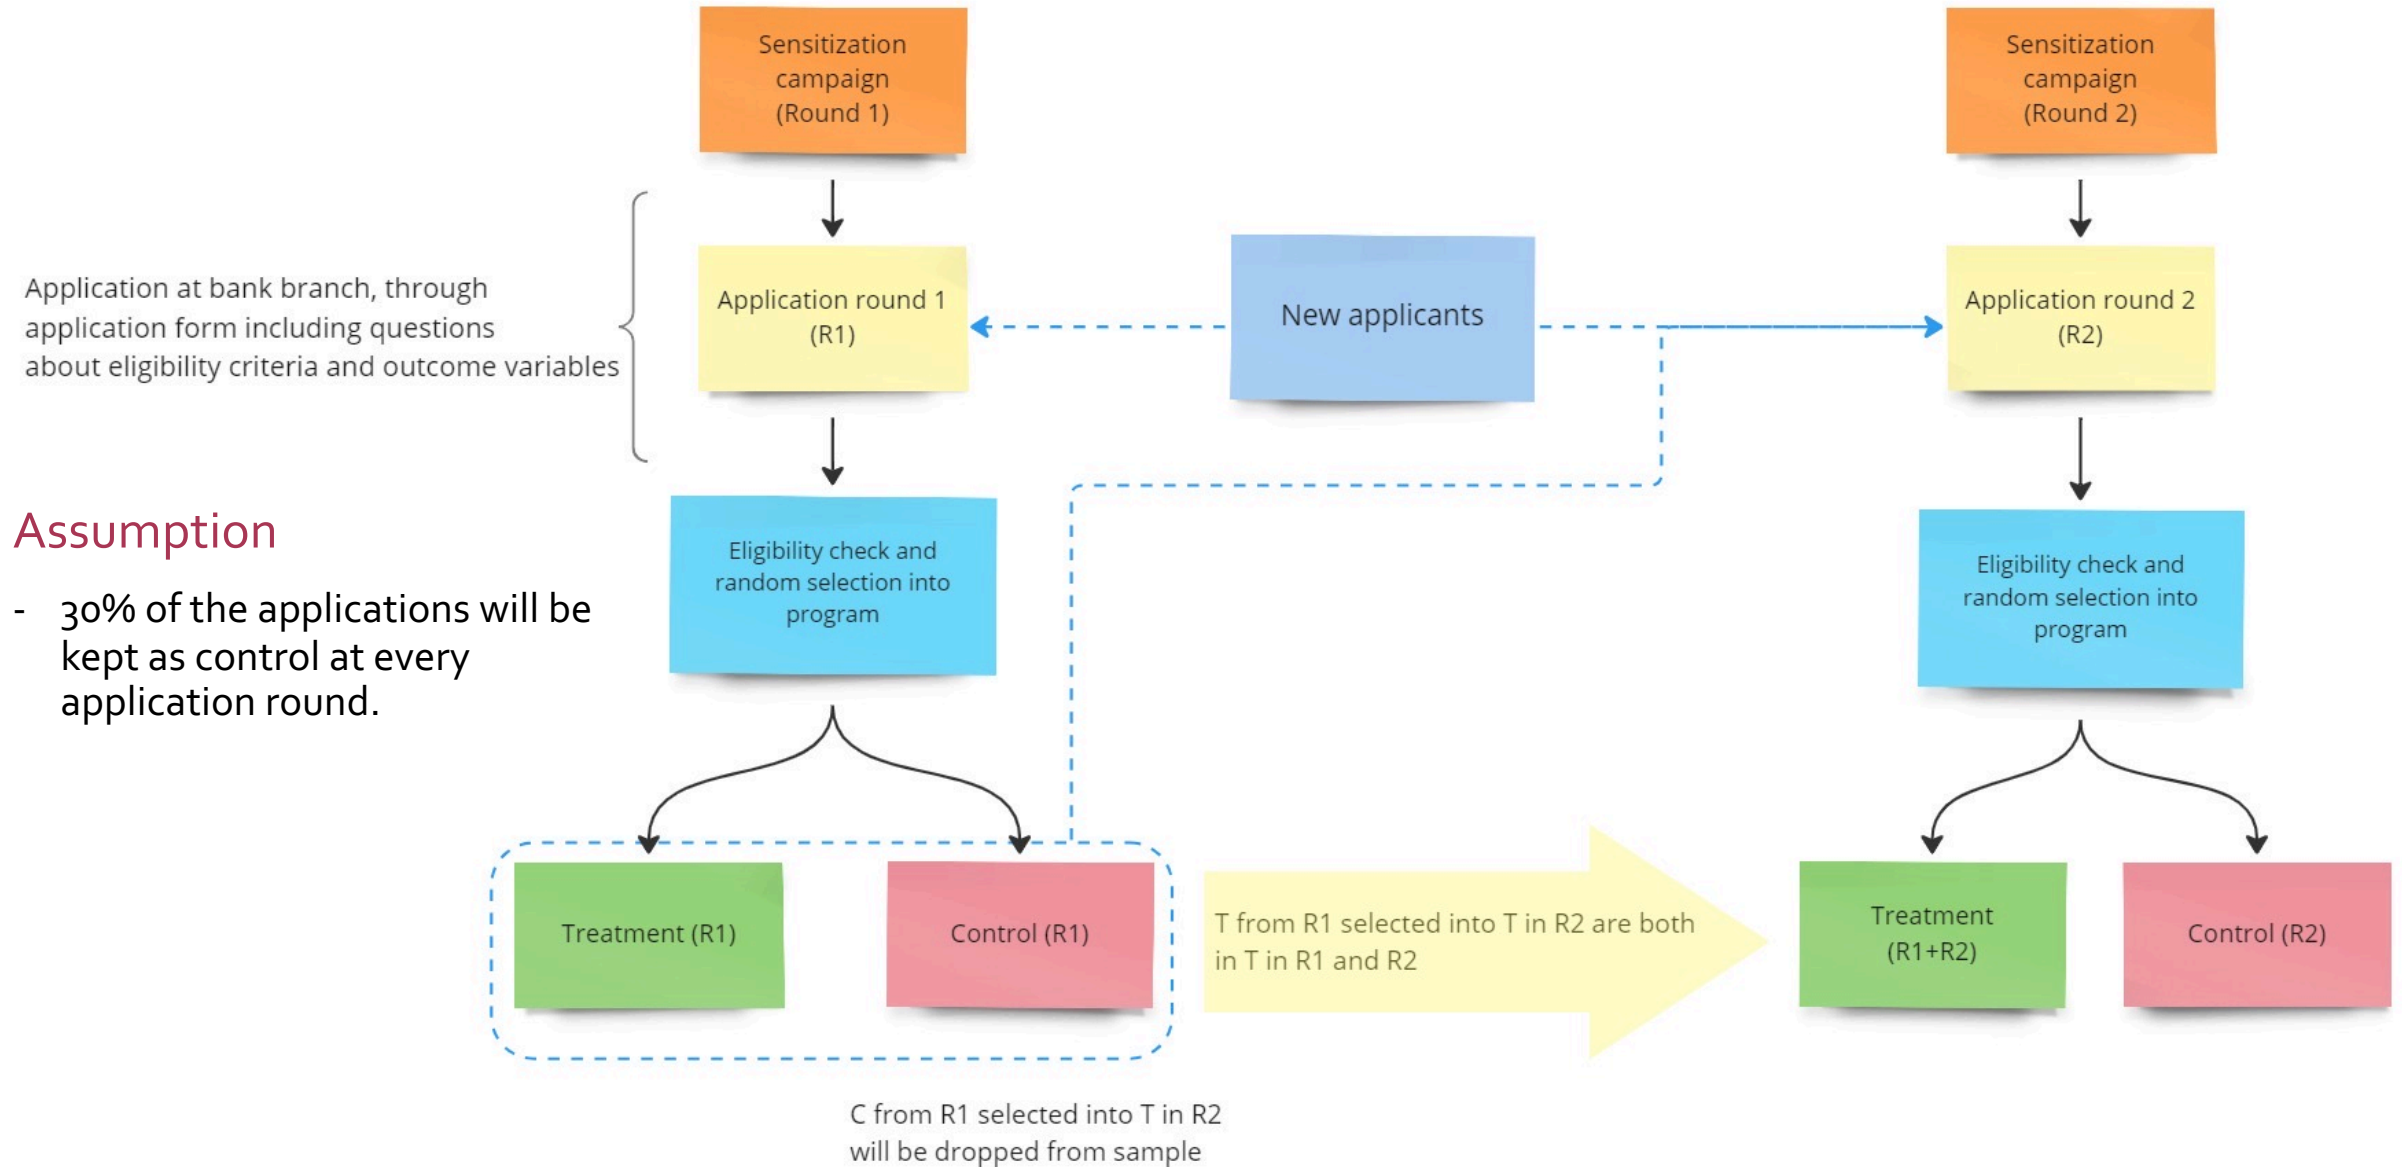 Sensitization
campaign
(Round 1)
Sensitization
campaign
(Round 2)
Application at bank branch, through
application form including questions
about eligibility criteria and outcome variables
Application round 1
(R1)
New applicants
Application round 2
(R2)
Assumption
- 30% of the applications will be
kept as control at every
application round.
Eligibility check and
random selection into
program
Eligibility check and
random selection into
program
Treatment (R1)
Control (R1)
T from R1 selected into T in R2 are both
in T in R1 and R2
Treatment
(R1+R2)
Control (R2)
C from R1 selected into T in R2
will be dropped from sample